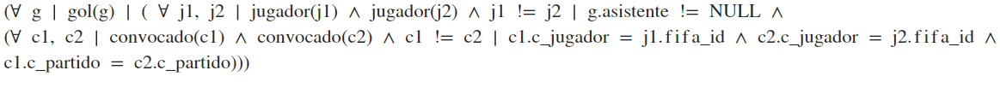 (∀ g | gol(g) | ( ∀ j1, j2 | jugador(j1) ∧ jugador(j2) ∧ j1 != j2 | g.asistente != NULL ∧
(∀ c1, c2 | convocado(c1) ∧ convocado(c2) ∧ c1 != c2 | c1.c_jugador = j1.fifa_id ∧ c2.c_jugador = j2.fifa_id ∧
c1.c_partido = c2.c_partido)))